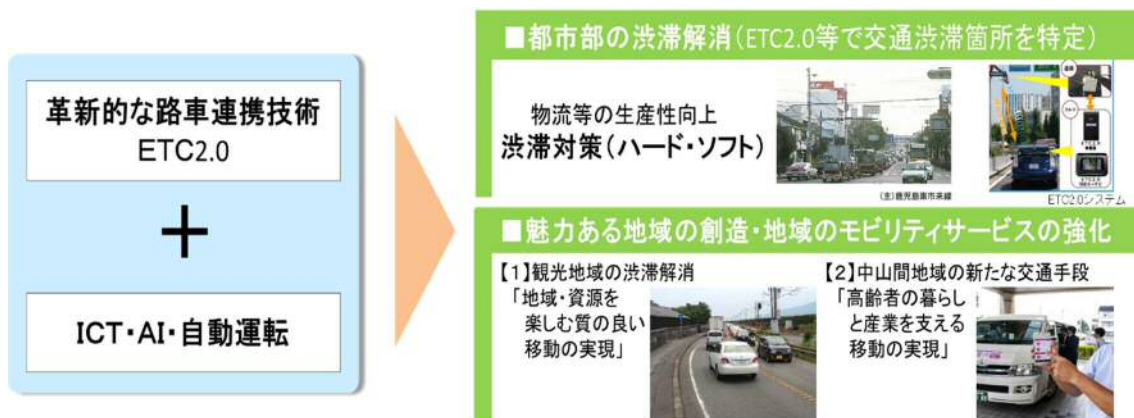 革新的な路車連携技術
ETC2.0
+
ICT・AI・自動運転
■都市部の渋滞解消(ETC2.0等で交通渋滞箇所を特定)
物流等の生産性向上
渋滞対策(ハード・ソフト)
(主)鹿児島東市来線
ETC2.0システム
■魅力ある地域の創造・地域のモビリティサービスの強化
【1】観光地域の渋滞解消
「地域・資源を
楽しむ質の良い
移動の実現」
【2】中山間地域の新たな交通手段
「高齢者の暮らし
と産業を支える
移動の実現」